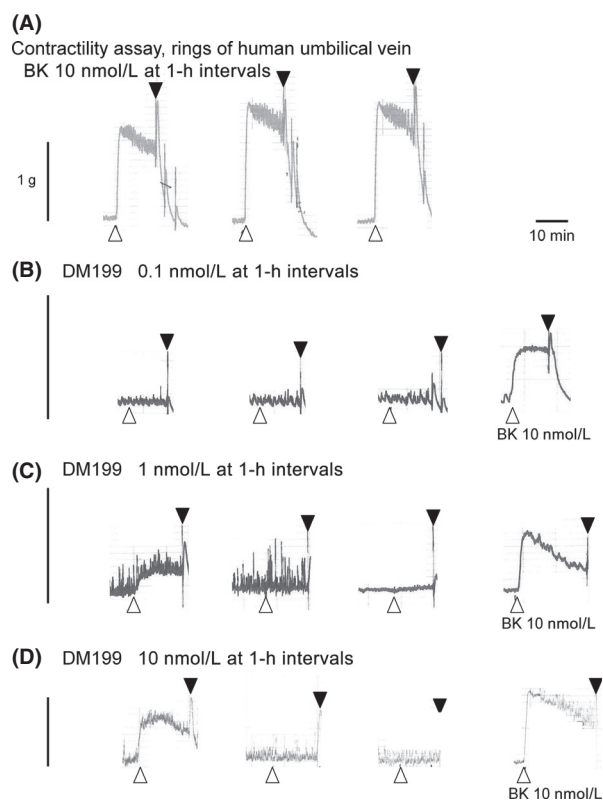 (A)
Contractility assay, rings of human umbilical vein
BK 10 nmol/L at 1-h intervals
1 g
10 min
(B) DM199 0.1 nmol/L at 1-h intervals
BK 10 nmol/L
(C) DM199 1 nmol/L at 1-h intervals
BK 10 nmol/L
(D) DM199 10 nmol/L at 1-h intervals
BK 10 nmol/L